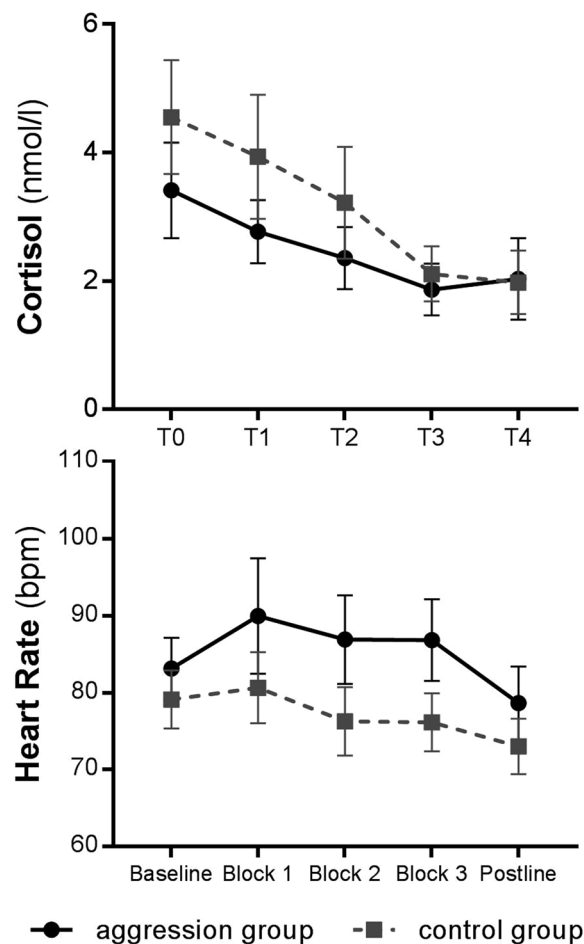 6
4
2
0
Cortisol (nmol/l)
T0 T1 T2 T3 T4
110
100
90
80
70
60
Heart Rate (bpm)
Baseline Block 1 Block 2 Block 3 Postline
aggression group control group